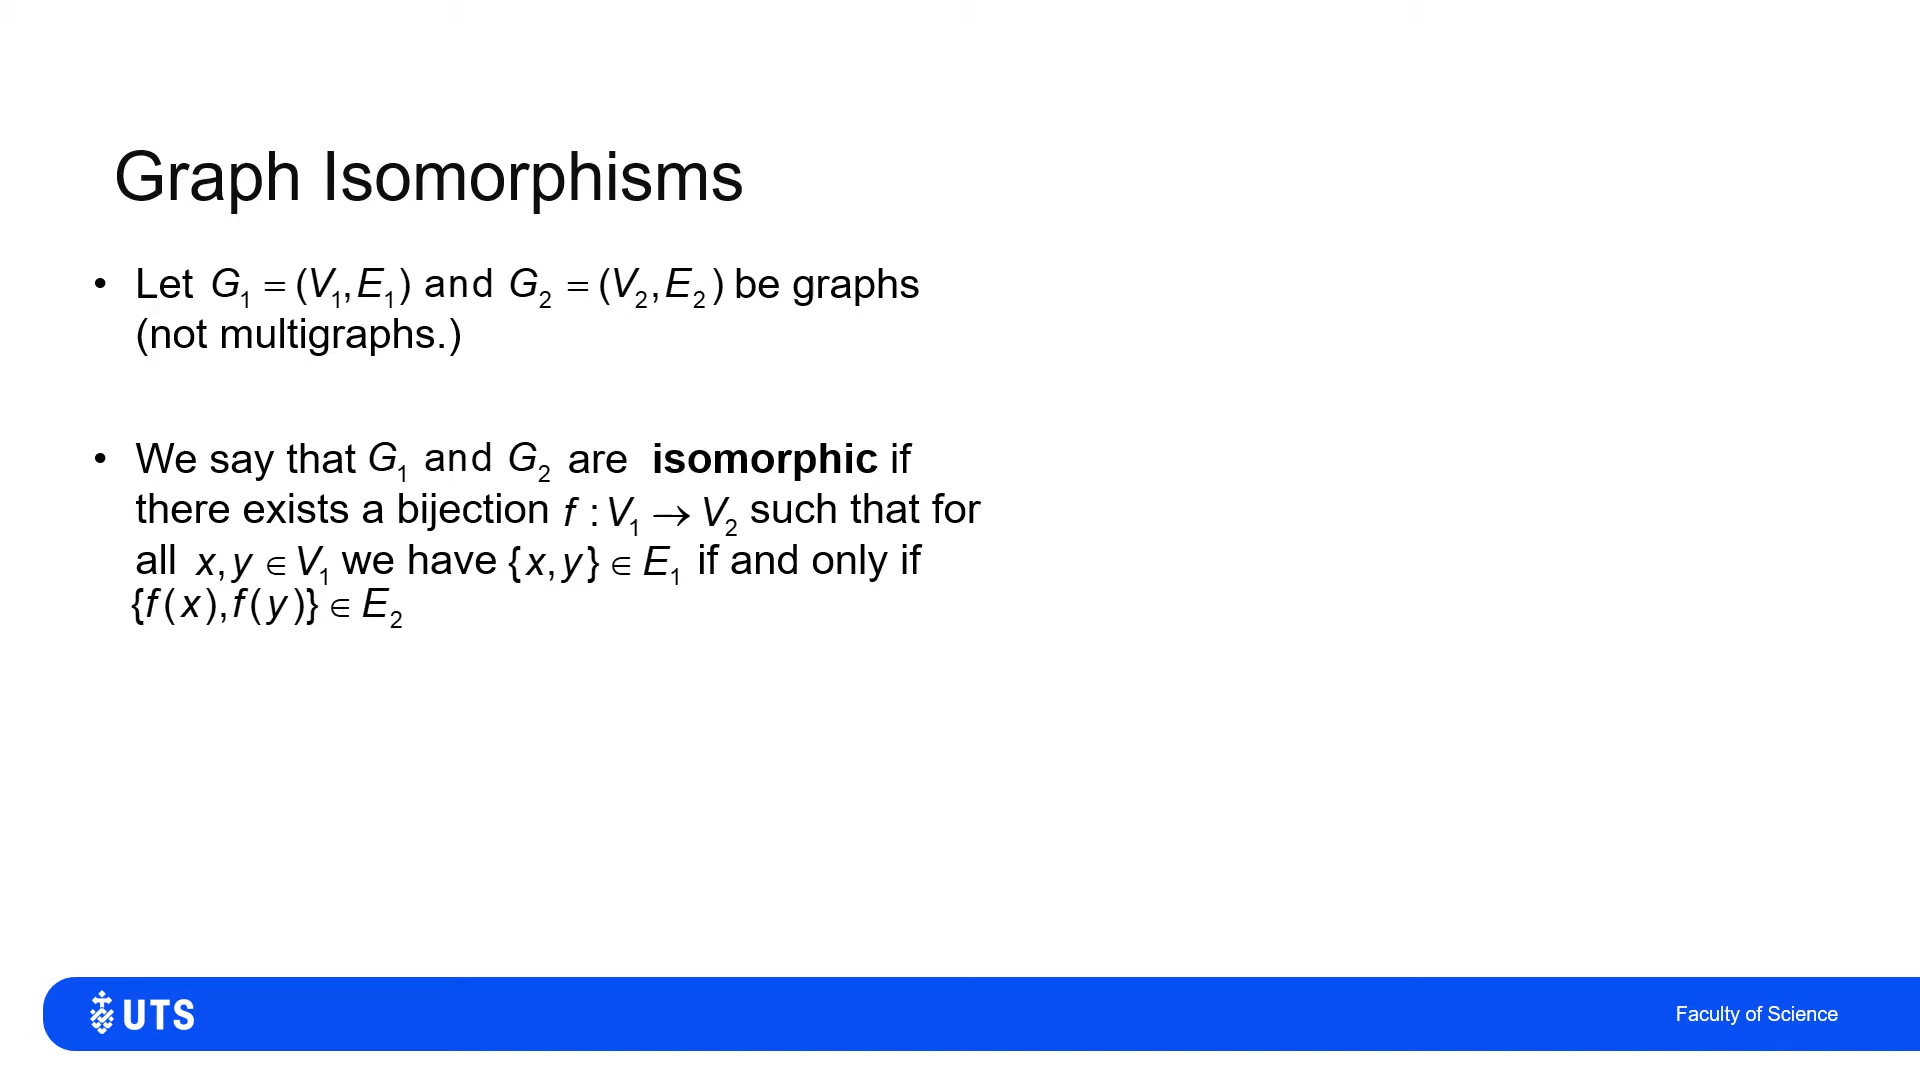 Graph Isomorphisms
• Let G₁ = (V₁,E₁) and G₂ = (V₂,E₂) be graphs
(not multigraphs.)
• We say that G₁ and G₂ are isomorphic if
there exists a bijection f : V₁ → V₂ such that for
all x,y ∈ V₁ we have {x,y} ∈ E₁ if and only if
{f(x),f(y)} ∈ E₂
UTS
Faculty of Science